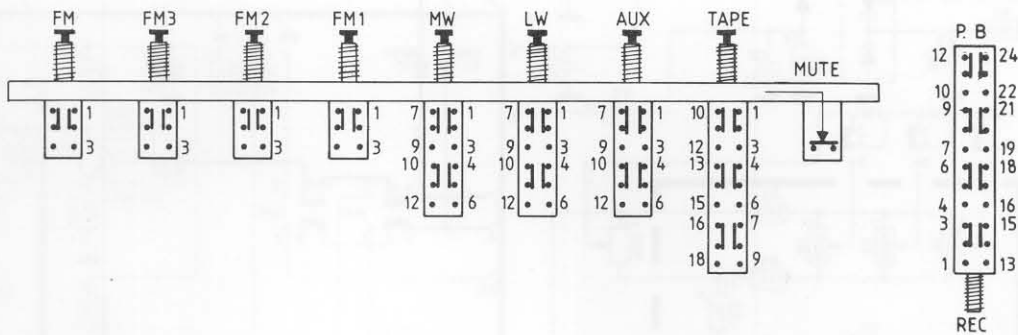 FM FM3 FM2 FM1 MW LW AUX TAPE P. B
MUTE
1 1 1 1 7 1 7 1 7 1 10 1 12 24
3 3 3 3 9 3 9 3 9 3 12 3 10 22
10 4 10 4 10 4 13 4 9 21
12 6 12 6 12 6 15 6 7 19
16 7 6 18
18 9 4 16
3 15
1 13
REC